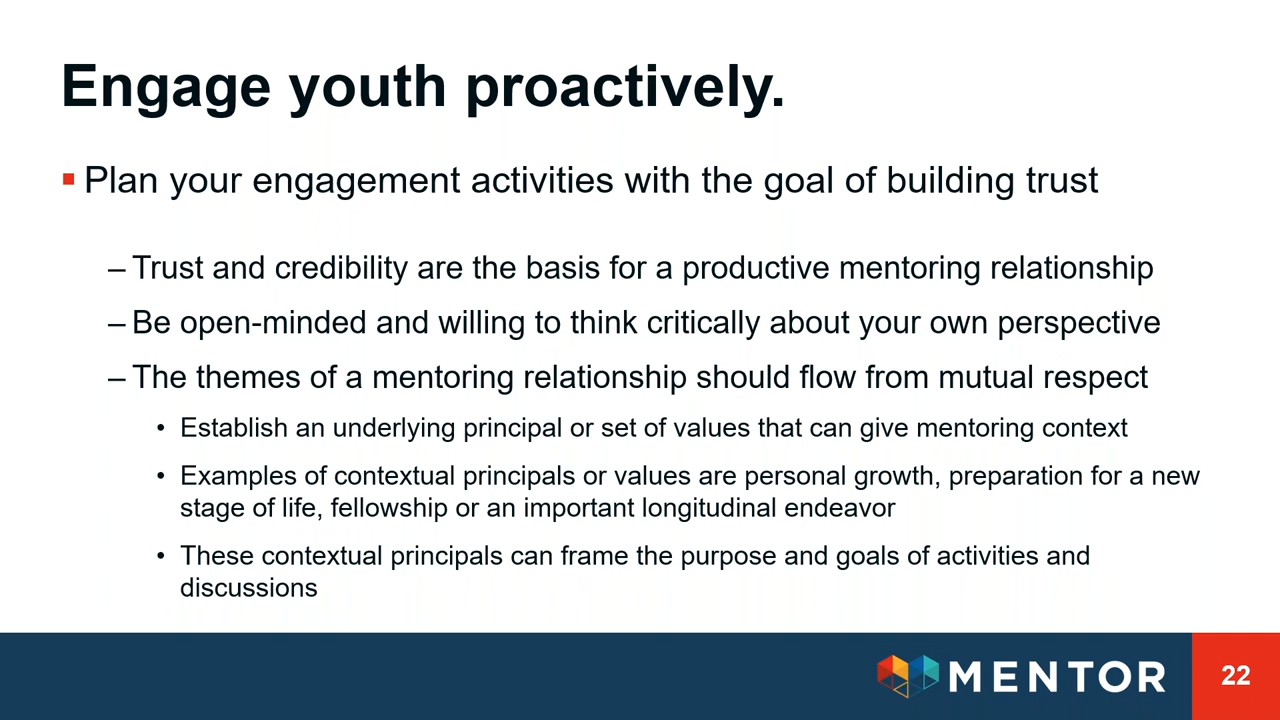 Engage youth proactively.
▪ Plan your engagement activities with the goal of building trust
– Trust and credibility are the basis for a productive mentoring relationship
– Be open-minded and willing to think critically about your own perspective
– The themes of a mentoring relationship should flow from mutual respect
• Establish an underlying principal or set of values that can give mentoring context
• Examples of contextual principals or values are personal growth, preparation for a new
stage of life, fellowship or an important longitudinal endeavor
• These contextual principals can frame the purpose and goals of activities and
discussions
MENTOR
22